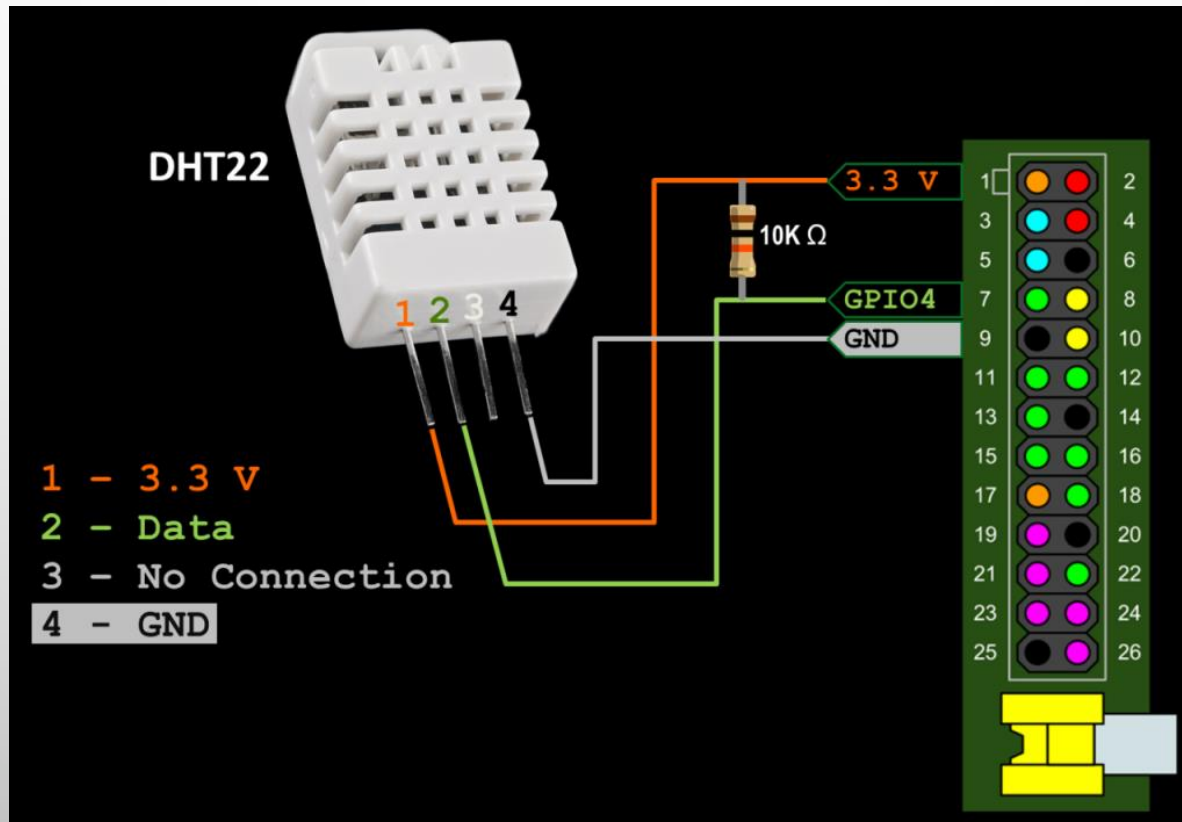 DHT22
1 2 3 4
1 - 3.3 V
2 - Data
3 - No Connection
4 - GND
10K Ω
3.3 V
GPIO4
GND
1 2
3 4
5 6
7 8
9 10
11 12
13 14
15 16
17 18
19 20
21 22
23 24
25 26